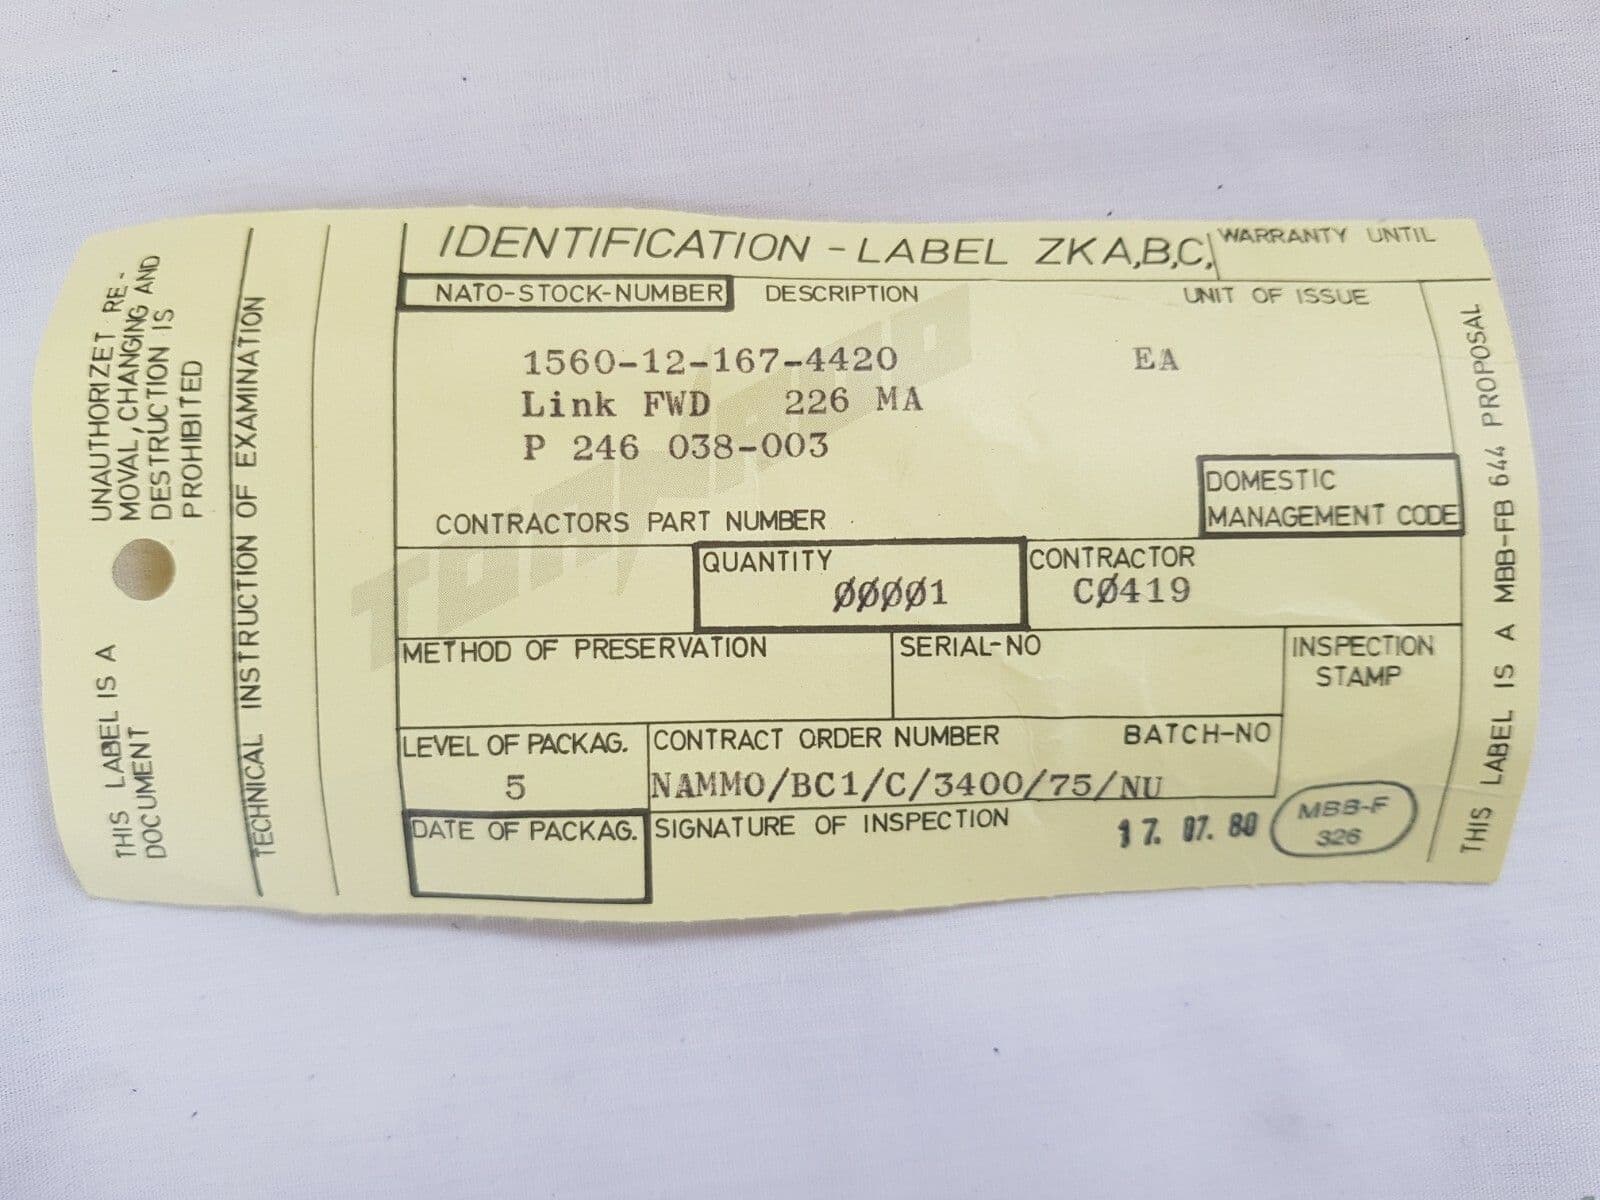 UNAUTHORIZET RE-
MOVAL, CHANGING AND
DESTRUCTION IS
PROHIBITED
THIS LABEL IS A
DOCUMENT
TECHNICAL INSTRUCTION OF EXAMINATION
IDENTIFICATION - LABEL ZKA,B,C,
WARRANTY UNTIL
NATO-STOCK-NUMBER DESCRIPTION UNIT OF ISSUE
TORNADO
1560-12-167-4420 EA
Link FWD 226 MA
P 246 038-003
DOMESTIC
MANAGEMENT CODE
CONTRACTORS PART NUMBER
QUANTITY
ØØØØ1
CONTRACTOR
CØ419
METHOD OF PRESERVATION
SERIAL-NO
INSPECTION
STAMP
LEVEL OF PACKAG.
5
CONTRACT ORDER NUMBER BATCH-NO
NAMMO/BC1/C/3400/75/NU
DATE OF PACKAG.
SIGNATURE OF INSPECTION
17. 07. 80
MBB-F
326
THIS LABEL IS A MBB-FB 644 PROPOSAL